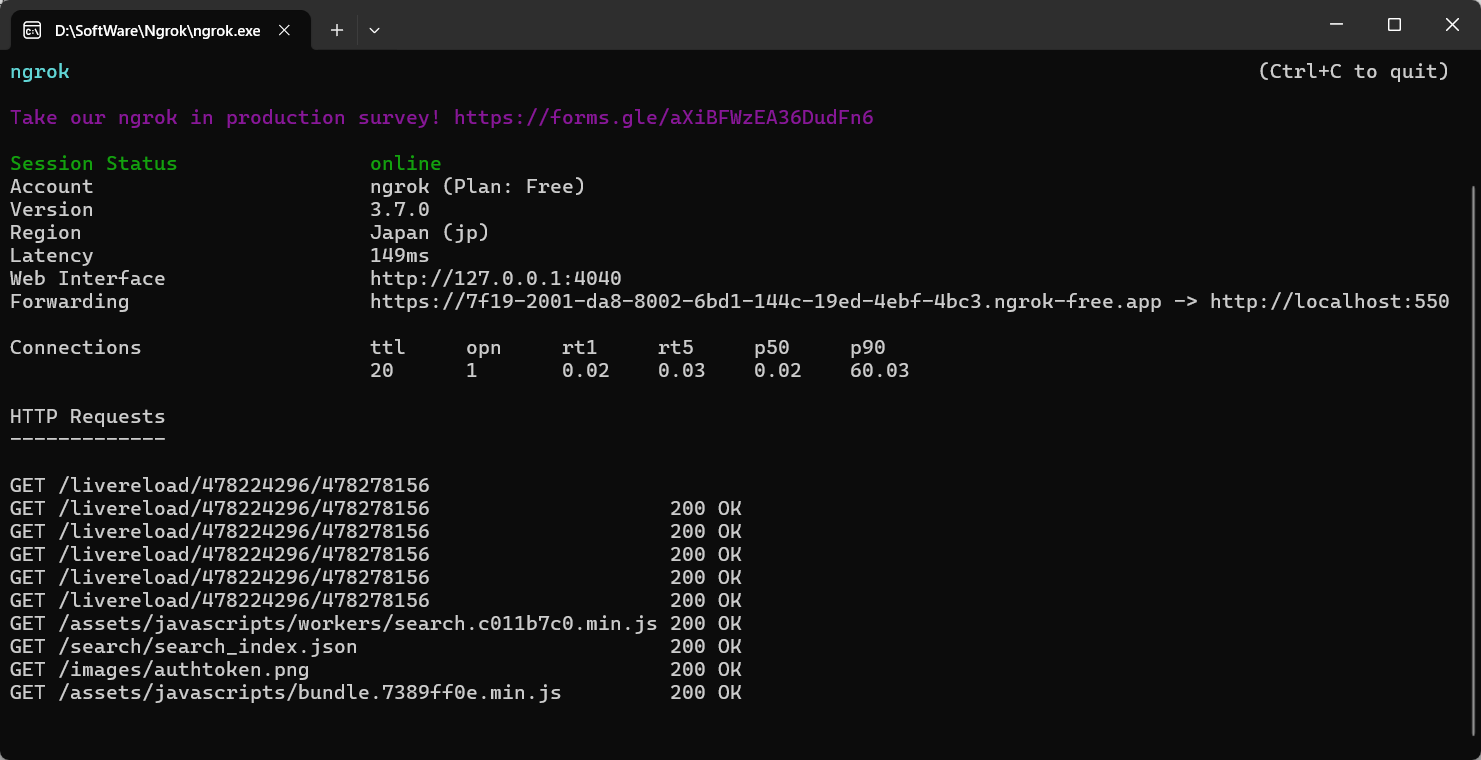 D:\SoftWare\Ngrok\ngrok.exe
ngrok (Ctrl+C to quit)
Take our ngrok in production survey! https://forms.gle/aXiBFWzEA36DudFn6
Session Status online
Account ngrok (Plan: Free)
Version 3.7.0
Region Japan (jp)
Latency 149ms
Web Interface http://127.0.0.1:4040
Forwarding https://7f19-2001-da8-8002-6bd1-144c-19ed-4ebf-4bc3.ngrok-free.app -> http://localhost:550
Connections ttl opn rt1 rt5 p50 p90
20 1 0.02 0.03 0.02 60.03
HTTP Requests
-------------
GET /livereload/478224296/478278156
GET /livereload/478224296/478278156 200 OK
GET /livereload/478224296/478278156 200 OK
GET /livereload/478224296/478278156 200 OK
GET /livereload/478224296/478278156 200 OK
GET /livereload/478224296/478278156 200 OK
GET /assets/javascripts/workers/search.c011b7c0.min.js 200 OK
GET /search/search_index.json 200 OK
GET /images/authtoken.png 200 OK
GET /assets/javascripts/bundle.7389ff0e.min.js 200 OK